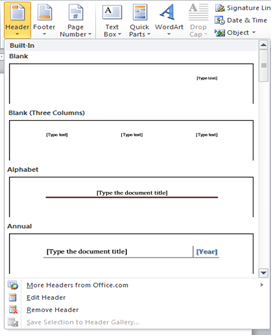 Header Footer Page Number Text Box Quick Parts WordArt Drop Cap
Signature Lin
Date & Time
Object
Built-In
Blank
[Type text]
Blank (Three Columns)
[Type text] [Type text] [Type text]
Alphabet
[Type the document title]
Annual
[Type the document title] [Year]
More Headers from Office.com
Edit Header
Remove Header
Save Selection to Header Gallery...